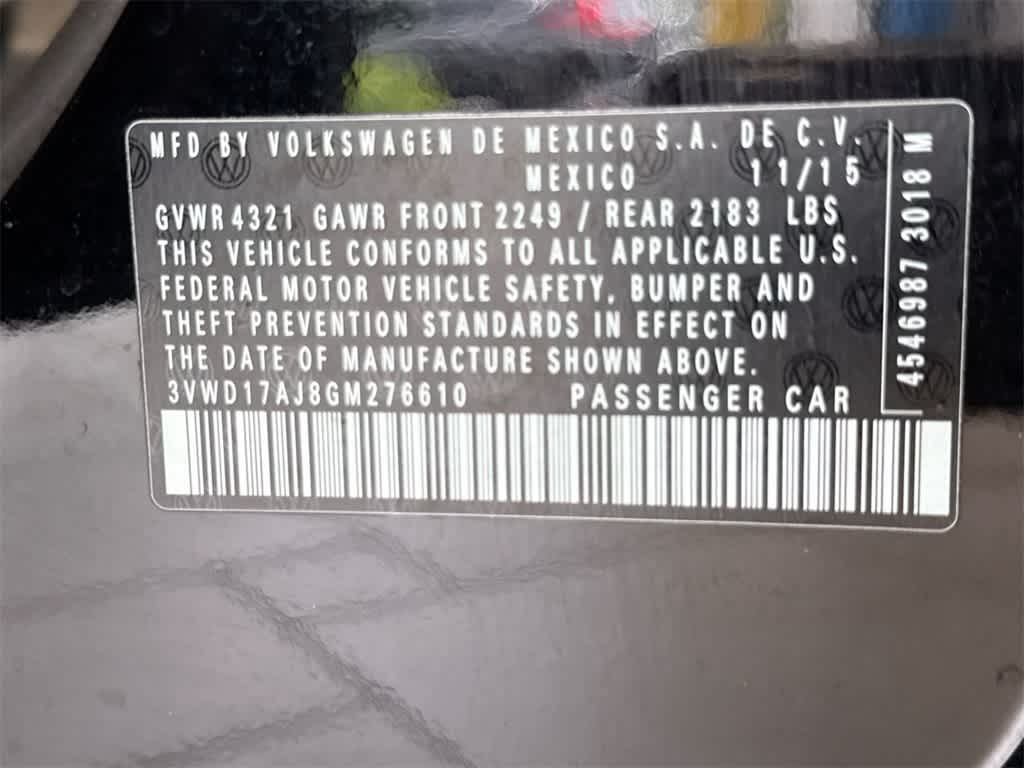 MFD BY VOLKSWAGEN DE MEXICO S.A. DE C.V.
MEXICO 11/15
GVWR 4321 GAWR FRONT 2249 / REAR 2183 LBS
THIS VEHICLE CONFORMS TO ALL APPLICABLE U.S.
FEDERAL MOTOR VEHICLE SAFETY, BUMPER AND
THEFT PREVENTION STANDARDS IN EFFECT ON
THE DATE OF MANUFACTURE SHOWN ABOVE.
3VWD17AJ8GM276610 PASSENGER CAR
4546987 3018 M